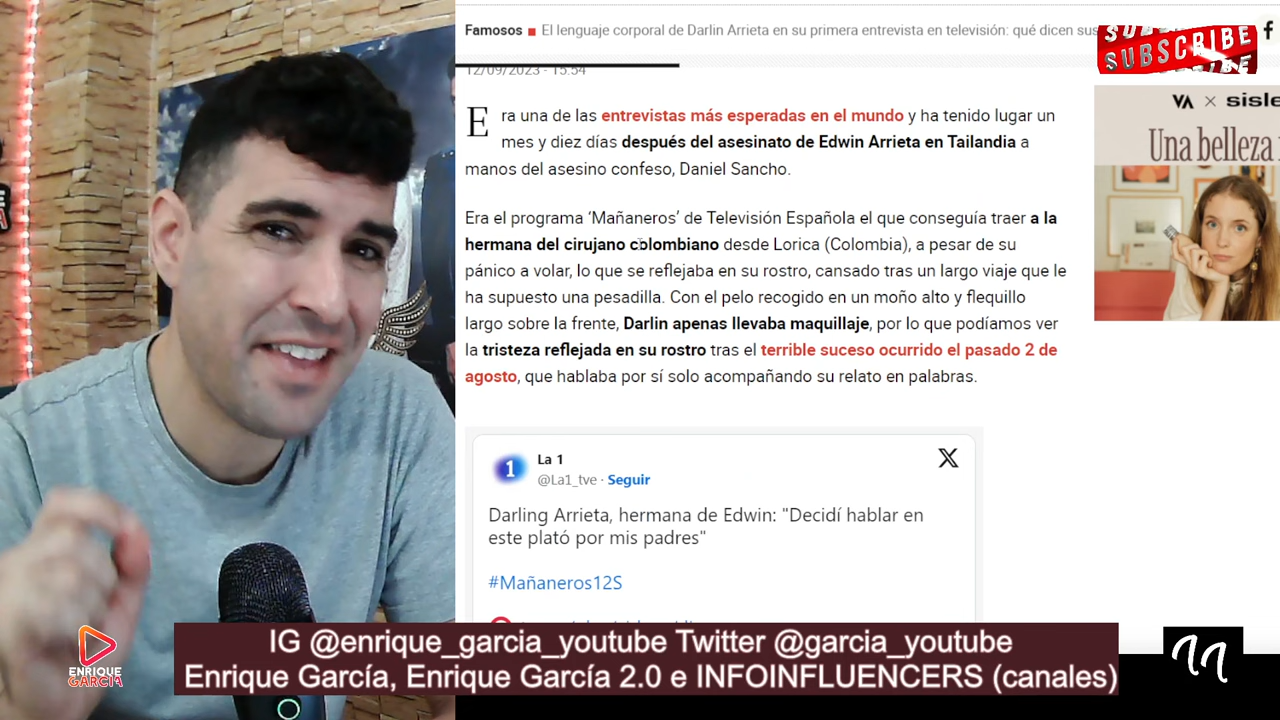 Famosos El lenguaje corporal de Darlin Arrieta en su primera entrevista en televisión: qué dicen sus
SUBSCRIBE
12/09/2023 - 15:54
Era una de las entrevistas más esperadas en el mundo y ha tenido lugar un
mes y diez días después del asesinato de Edwin Arrieta en Tailandia a
manos del asesino confeso, Daniel Sancho.
Era el programa ‘Mañaneros’ de Televisión Española el que conseguía traer a la
hermana del cirujano colombiano desde Lorica (Colombia), a pesar de su
pánico a volar, lo que se reflejaba en su rostro, cansado tras un largo viaje que le
ha supuesto una pesadilla. Con el pelo recogido en un moño alto y flequillo
largo sobre la frente, Darlin apenas llevaba maquillaje, por lo que podíamos ver
la tristeza reflejada en su rostro tras el terrible suceso ocurrido el pasado 2 de
agosto, que hablaba por sí solo acompañando su relato en palabras.
VA × sisle
Una belleza
La 1
@La1_tve · Seguir
Darling Arrieta, hermana de Edwin: "Decidí hablar en
este plató por mis padres"
#Mañaneros12S
IG @enrique_garcia_youtube Twitter @garcia_youtube
Enrique García, Enrique García 2.0 e INFOINFLUENCERS (canales)
ENRIQUE
GARCÍA